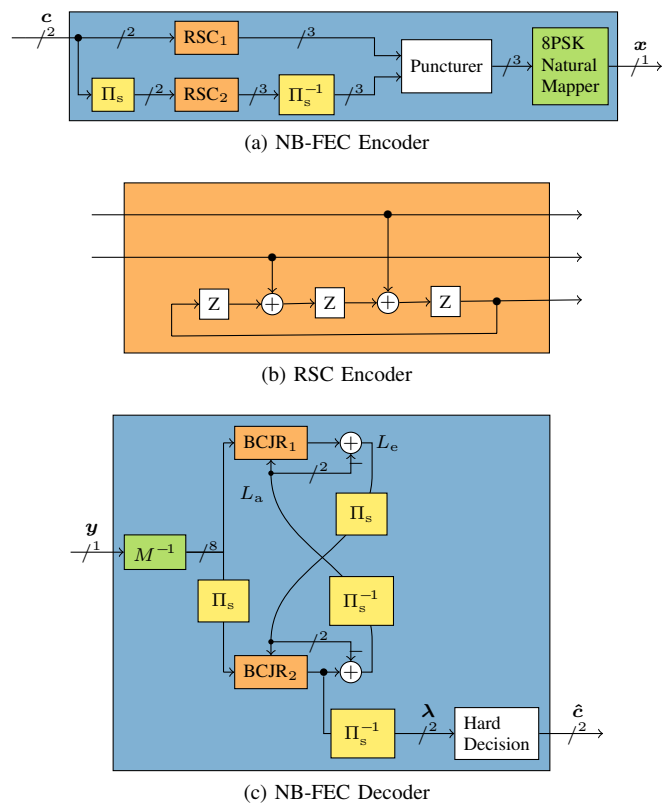 c
2
2
RSC₁
3
Πₛ
2
RSC₂
3
Πₛ⁻¹
3
Puncturer
3
8PSK
Natural
Mapper
x
1
(a) NB-FEC Encoder
Z
+
Z
+
Z
(b) RSC Encoder
BCJR₁
+
−
Lₑ
2
Lₐ
Πₛ
y
1
M⁻¹
8
Πₛ
Πₛ⁻¹
2
−
BCJR₂
+
Πₛ⁻¹
λ
2
Hard
Decision
ĉ
2
(c) NB-FEC Decoder